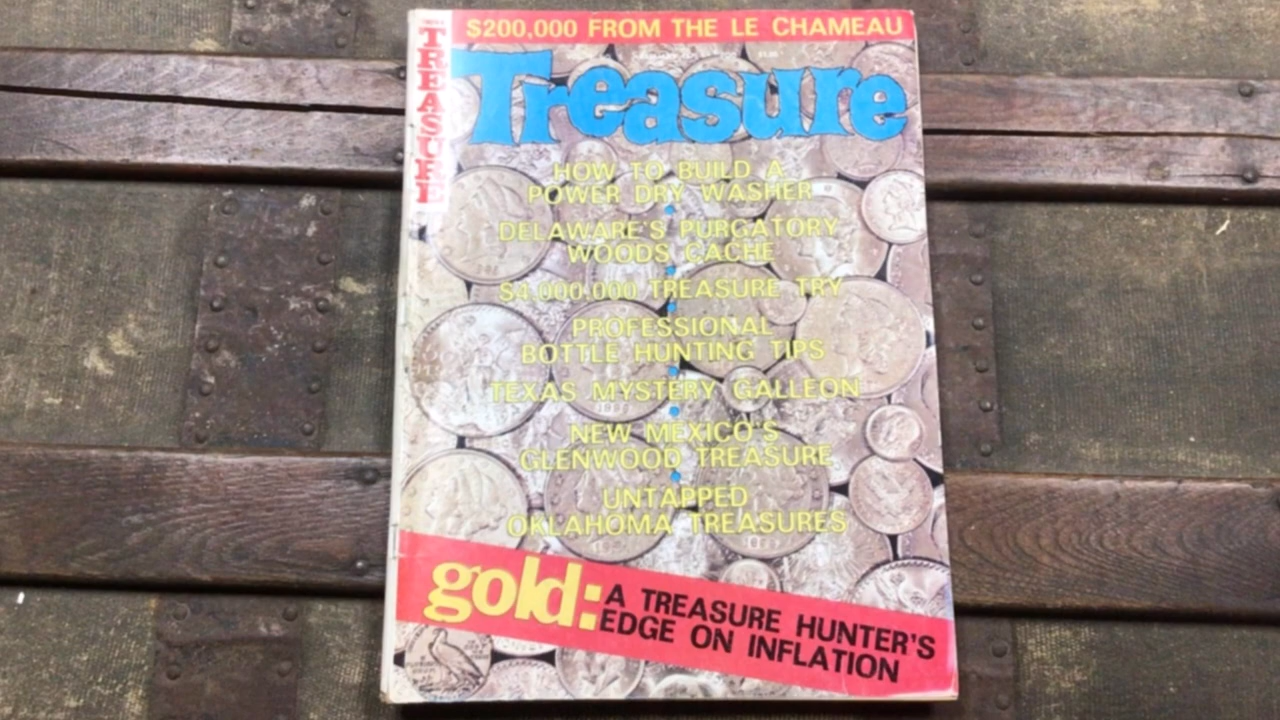 $200,000 FROM THE LE CHAMEAU
TREASURE
Treasure
HOW TO BUILD A
POWER DRY WASHER
DELAWARE'S PURGATORY
WOODS CACHE
$4,000,000 TREASURE TRY
PROFESSIONAL
BOTTLE HUNTING TIPS
TEXAS MYSTERY GALLEON
NEW MEXICO'S
GLENWOOD TREASURE
UNTAPPED
OKLAHOMA TREASURES
gold:
A TREASURE HUNTER'S
EDGE ON INFLATION